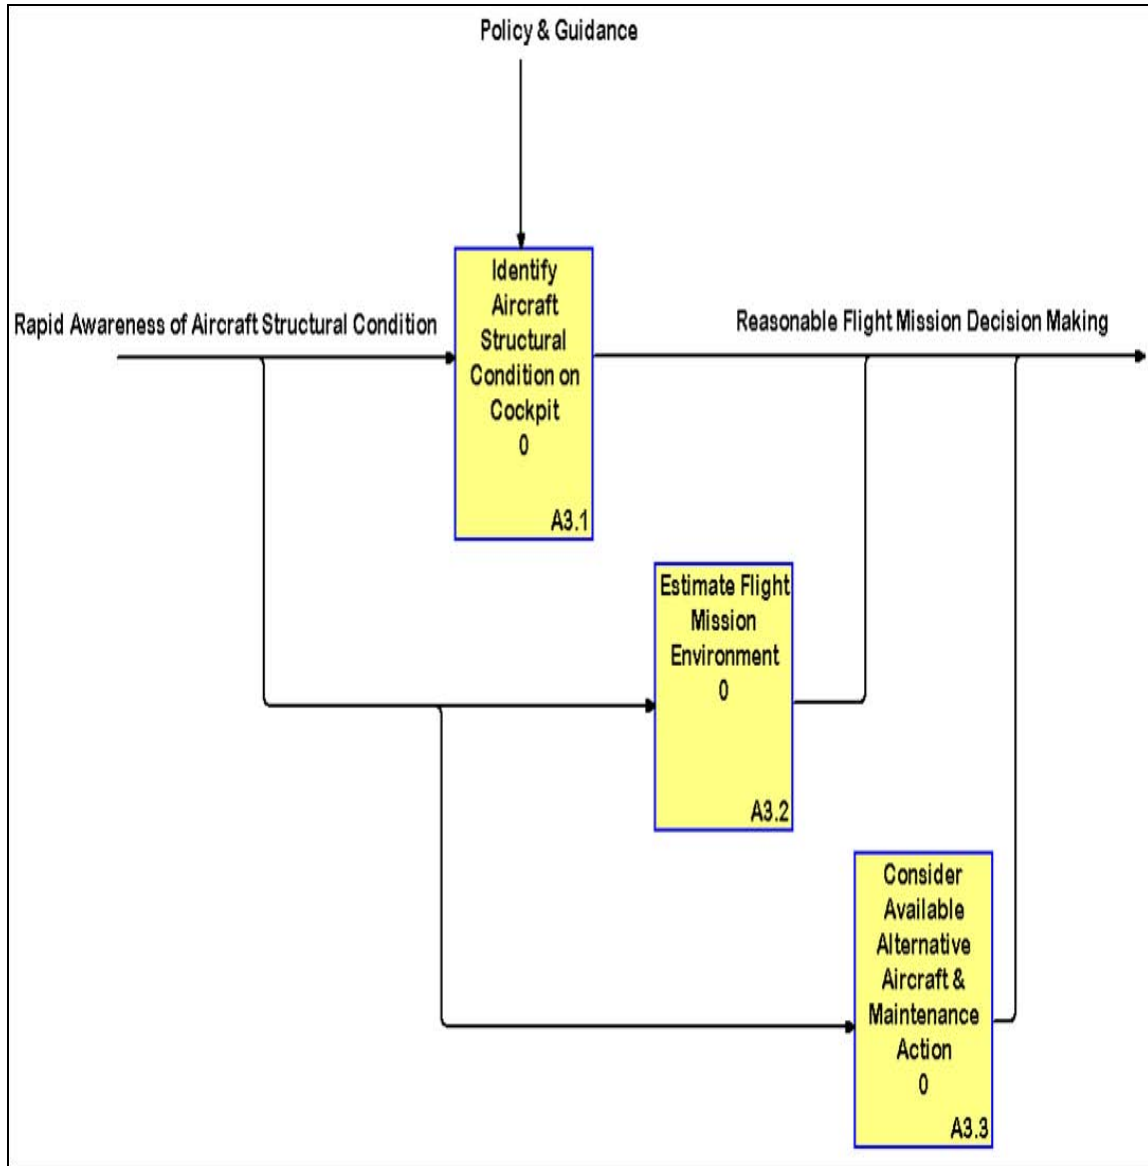 Policy & Guidance
Rapid Awareness of Aircraft Structural Condition
Identify
Aircraft
Structural
Condition on
Cockpit
0
A3.1
Reasonable Flight Mission Decision Making
Estimate Flight
Mission
Environment
0
A3.2
Consider
Available
Alternative
Aircraft &
Maintenance
Action
0
A3.3